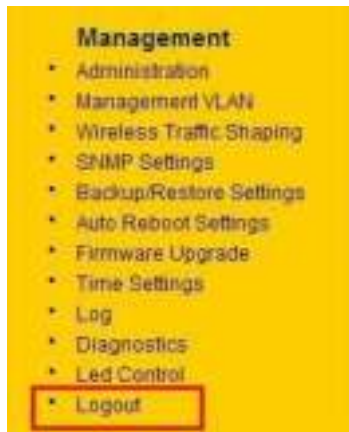 Management
Administration
Management VLAN
Wireless Traffic Shaping
SNMP Settings
Backup/Restore Settings
Auto Reboot Settings
Firmware Upgrade
Time Settings
Log
Diagnostics
Led Control
Logout